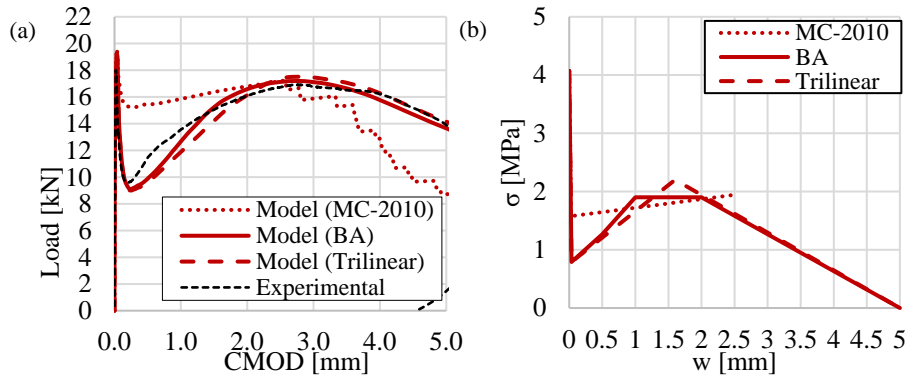 (a)
Load [kN]
22
20
18
16
14
12
10
8
6
4
2
0
Model (MC-2010)
Model (BA)
Model (Trilinear)
Experimental
0.0 1.0 2.0 3.0 4.0 5.0
CMOD [mm]
(b)
σ [MPa]
5
4
3
2
1
0
MC-2010
BA
Trilinear
0 0.5 1 1.5 2 2.5 3 3.5 4 4.5 5
w [mm]